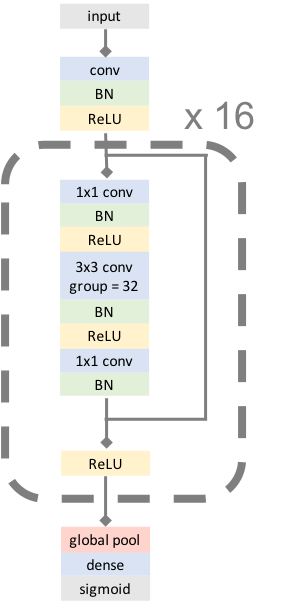 input
conv
BN
ReLU
x 16
1x1 conv
BN
ReLU
3x3 conv
group = 32
BN
ReLU
1x1 conv
BN
ReLU
global pool
dense
sigmoid